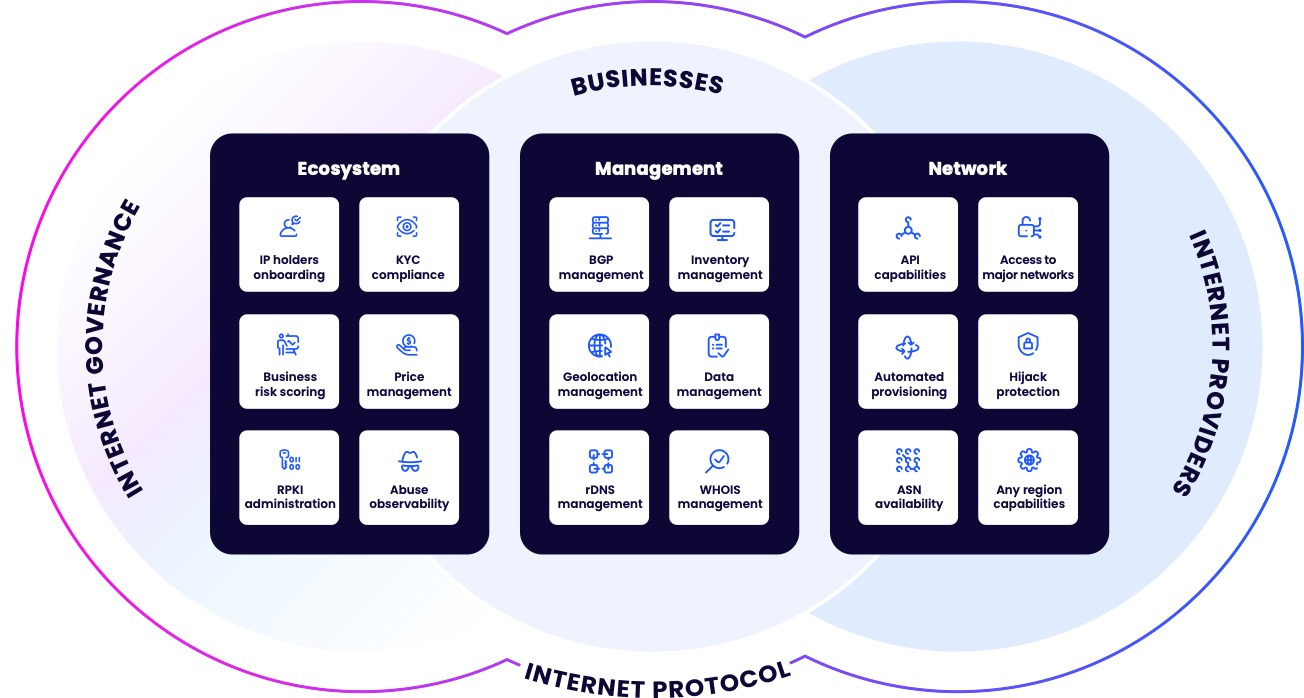 BUSINESSES
INTERNET GOVERNANCE
Ecosystem
IP holders
onboarding
KYC
compliance
Business
risk scoring
Price
management
RPKI
administration
Abuse
observability
Management
BGP
management
Inventory
management
Geolocation
management
Data
management
rDNS
management
WHOIS
management
Network
API
capabilities
Access to
major networks
Automated
provisioning
Hijack
protection
ASN
availability
Any region
capabilities
INTERNET PROVIDERS
INTERNET PROTOCOL